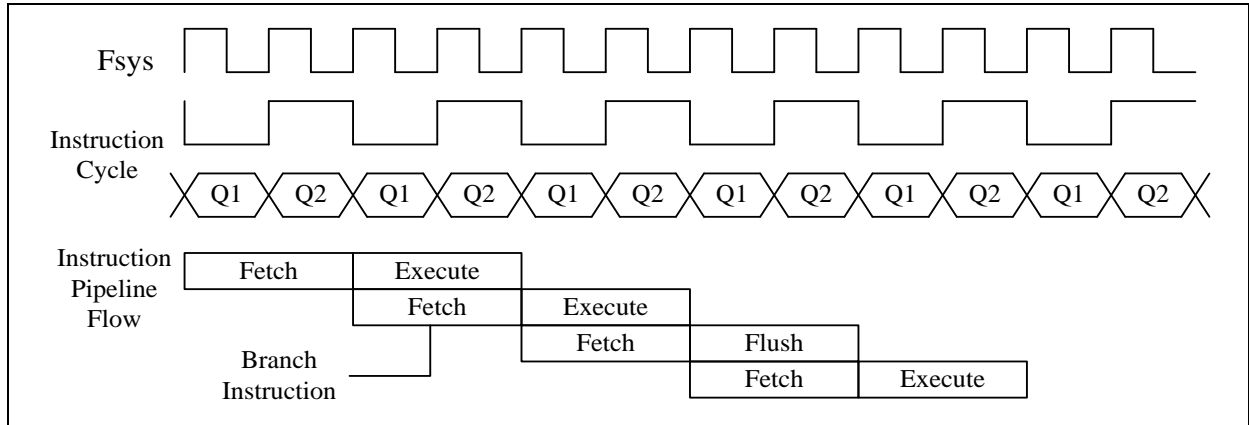 Fsys
Instruction
Cycle
Q1 Q2 Q1 Q2 Q1 Q2 Q1 Q2 Q1 Q2 Q1 Q2
Instruction
Pipeline
Flow
Fetch Execute
Fetch Execute
Fetch Flush
Fetch Execute
Branch
Instruction